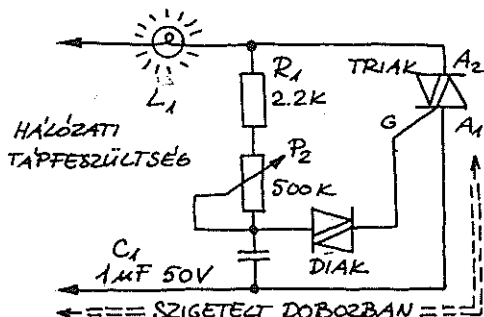 L1
HÁLÓZATI
TÁPFESZÜLTSÉG
R1
2.2K
P2
500K
TRIAK
A2
A1
G
DIAK
C1
1µF 50V
SZIGETELT DOBOZBAN